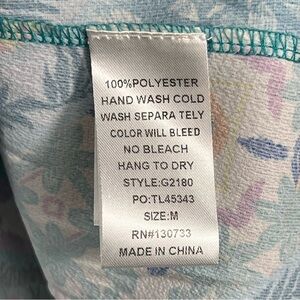 100%POLYESTER
HAND WASH COLD
WASH SEPARA TELY
COLOR WILL BLEED
NO BLEACH
HANG TO DRY
STYLE:G2180
PO:TL45343
SIZE:M
RN#130733
MADE IN CHINA